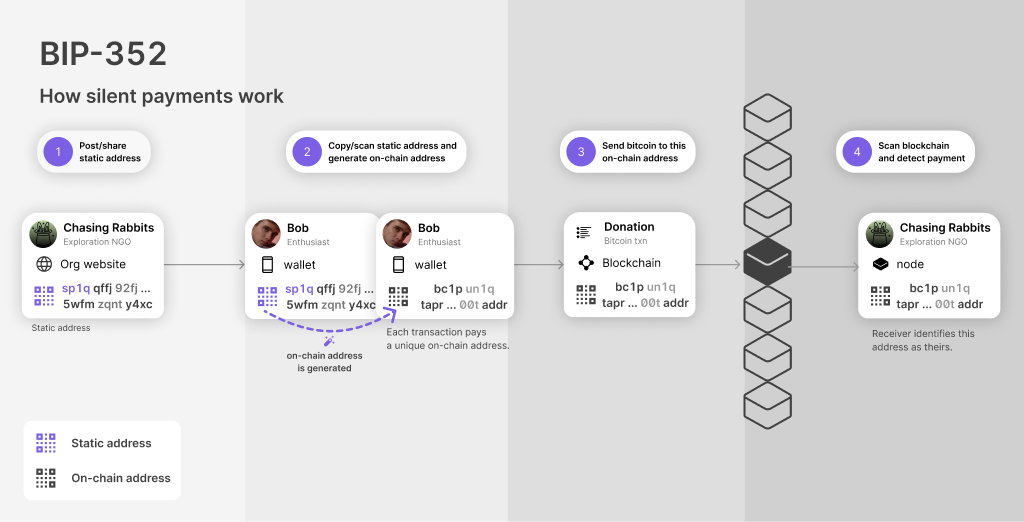 BIP-352
How silent payments work
1
Post/share
static address
2
Copy/scan static address and
generate on-chain address
3
Send bitcoin to this
on-chain address
4
Scan blockchain
and detect payment
Chasing Rabbits
Exploration NGO
Org website
sp1q qffj 92fj ...
5wfm zqnt y4xc
Static address
Bob
Enthusiast
wallet
sp1q qffj 92fj ...
5wfm zqnt y4xc
on-chain address
is generated
Bob
Enthusiast
wallet
bc1p un1q
tapr ... 00t addr
Each transaction pays
a unique on-chain address.
Donation
Bitcoin txn
Blockchain
bc1p un1q
tapr ... 00t addr
Chasing Rabbits
Exploration NGO
node
bc1p un1q
tapr ... 00t addr
Receiver identifies this
address as theirs.
Static address
On-chain address